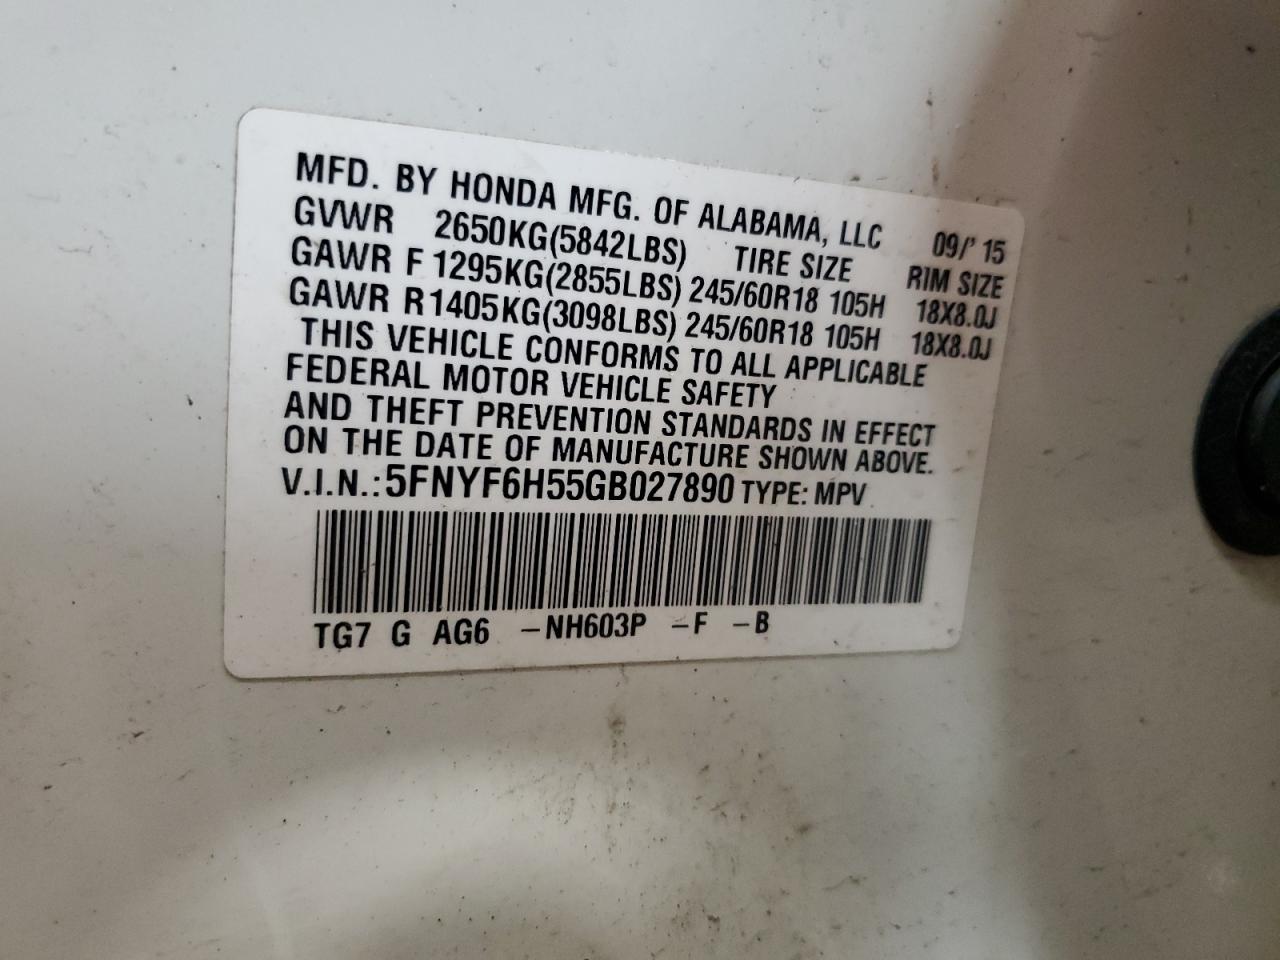 MFD. BY HONDA MFG. OF ALABAMA, LLC 09/' 15
GVWR 2650KG(5842LBS) TIRE SIZE RIM SIZE
GAWR F 1295KG(2855LBS) 245/60R18 105H 18X8.0J
GAWR R1405KG(3098LBS) 245/60R18 105H 18X8.0J
THIS VEHICLE CONFORMS TO ALL APPLICABLE
FEDERAL MOTOR VEHICLE SAFETY
AND THEFT PREVENTION STANDARDS IN EFFECT
ON THE DATE OF MANUFACTURE SHOWN ABOVE.
V.I.N.:5FNYF6H55GB027890 TYPE: MPV
TG7 G AG6 –NH603P –F –B